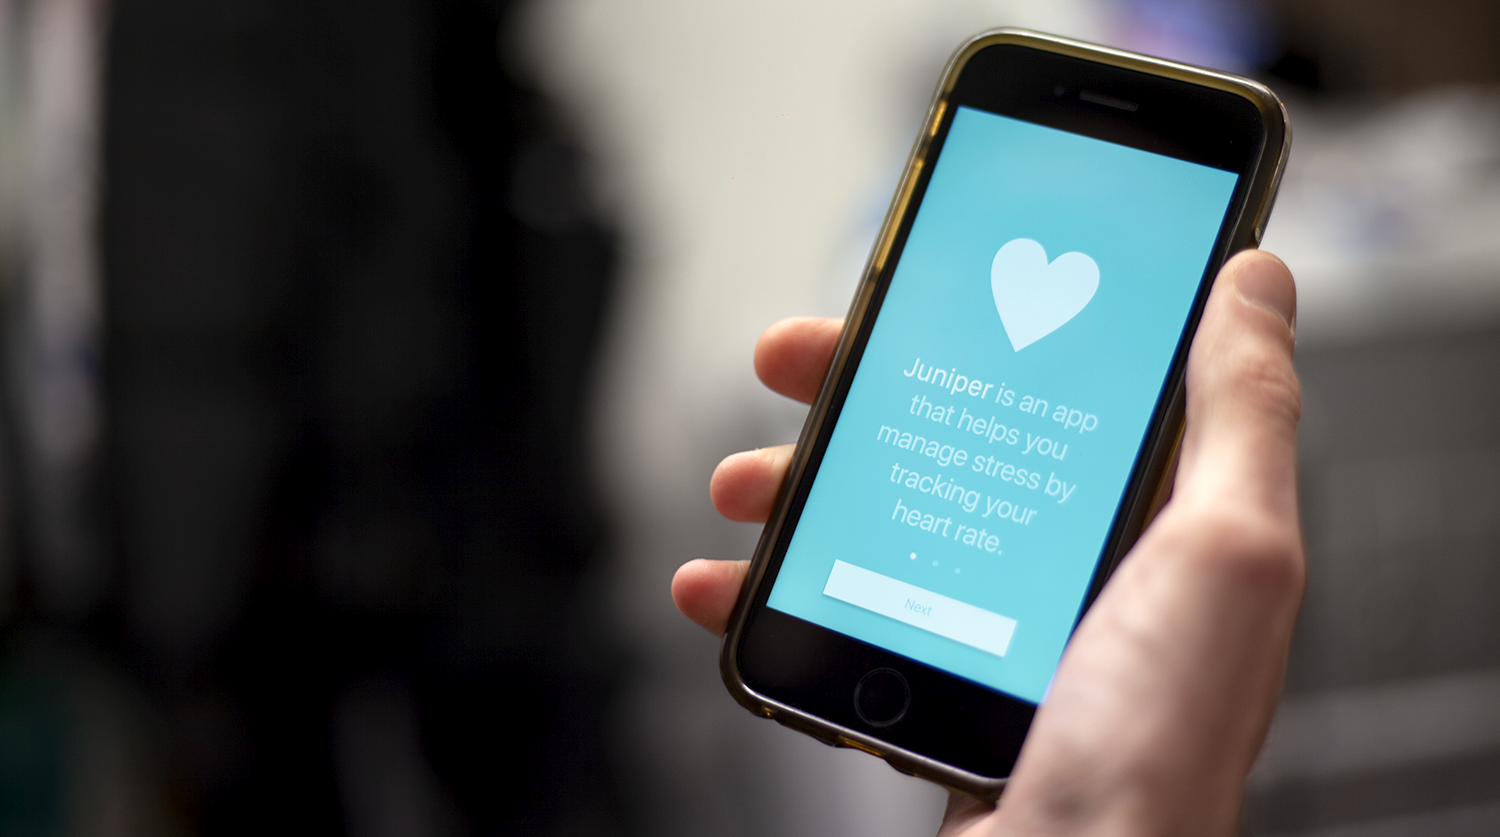 Juniper is an app
that helps you
manage stress by
tracking your
heart rate.
Next